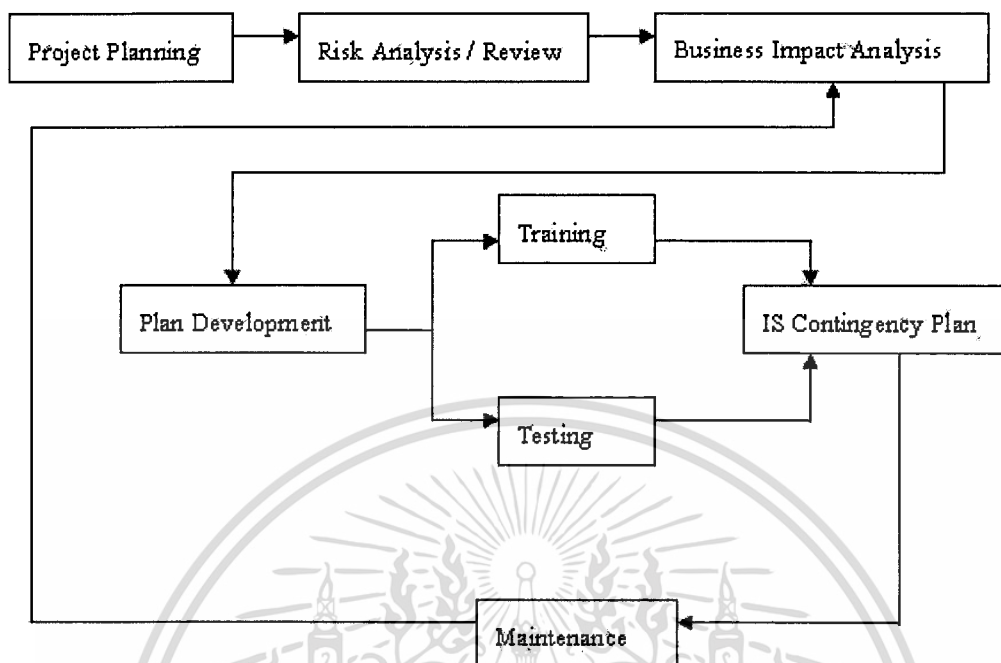 Project Planning
Risk Analysis / Review
Business Impact Analysis
Training
Plan Development
IS Contingency Plan
Testing
Maintenance